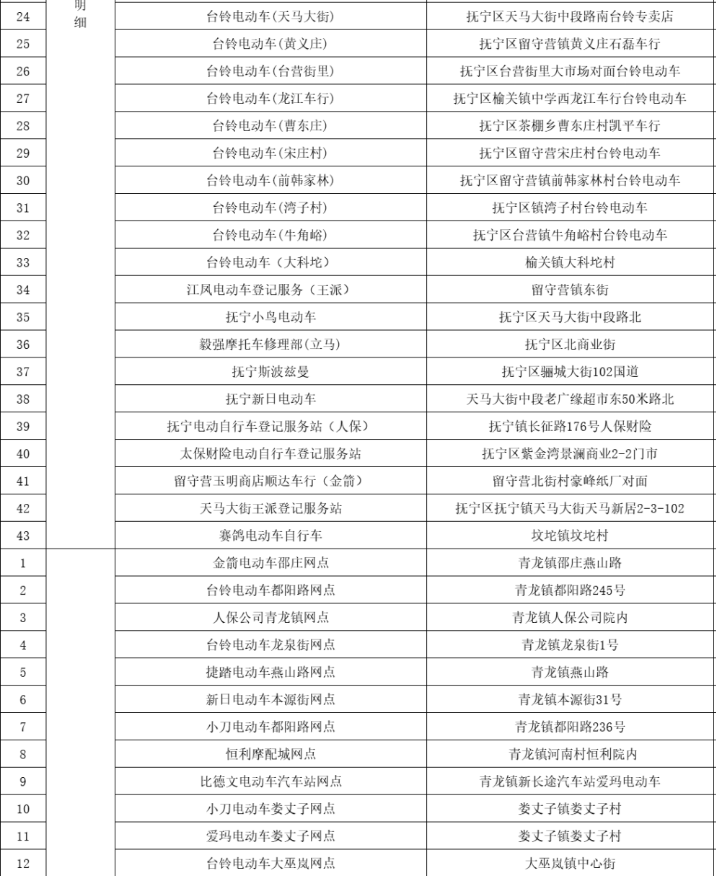 明
细
24 台铃电动车(天马大街) 抚宁区天马大街中段路南台铃专卖店
25 台铃电动车(黄义庄) 抚宁区留守营镇黄义庄石磊车行
26 台铃电动车(台营街里) 抚宁区台营街里大市场对面台铃电动车
27 台铃电动车(龙江车行) 抚宁区榆关镇中学西龙江车行台铃电动车
28 台铃电动车(曹东庄) 抚宁区茶棚乡曹东庄村凯平车行
29 台铃电动车(宋庄村) 抚宁区留守营宋庄村台铃电动车
30 台铃电动车(前韩家林) 抚宁区留守营镇前韩家林村台铃电动车
31 台铃电动车(湾子村) 抚宁区镇湾子村台铃电动车
32 台铃电动车(牛角峪) 抚宁区台营镇牛角峪村台铃电动车
33 台铃电动车（大科坨） 榆关镇大科坨村
34 江凤电动车登记服务（王派） 留守营镇东街
35 抚宁小鸟电动车 抚宁区天马大街中段路北
36 毅强摩托车修理部(立马) 抚宁区北商业街
37 抚宁斯波兹曼 抚宁区骊城大街102国道
38 抚宁新日电动车 天马大街中段老广缘超市东50米路北
39 抚宁电动自行车登记服务站（人保） 抚宁镇长征路176号人保财险
40 太保财险电动自行车登记服务站 抚宁区紫金湾景澜商业2-2门市
41 留守营玉明商店顺达车行（金箭） 留守营北街村豪峰纸厂对面
42 天马大街王派登记服务站 抚宁区抚宁镇天马大街天马新居2-3-102
43 赛鸽电动车自行车 坟坨镇坟坨村
1 金箭电动车邵庄网点 青龙镇邵庄燕山路
2 台铃电动车都阳路网点 青龙镇都阳路245号
3 人保公司青龙镇网点 青龙镇人保公司院内
4 台铃电动车龙泉街网点 青龙镇龙泉街1号
5 捷踏电动车燕山路网点 青龙镇燕山路
6 新日电动车本源街网点 青龙镇本源街31号
7 小刀电动车都阳路网点 青龙镇都阳路236号
8 恒利摩配城网点 青龙镇河南村恒利院内
9 比德文电动车汽车站网点 青龙镇新长途汽车站爱玛电动车
10 小刀电动车娄丈子网点 娄丈子镇娄丈子村
11 爱玛电动车娄丈子网点 娄丈子镇娄丈子村
12 台铃电动车大巫岚网点 大巫岚镇中心街